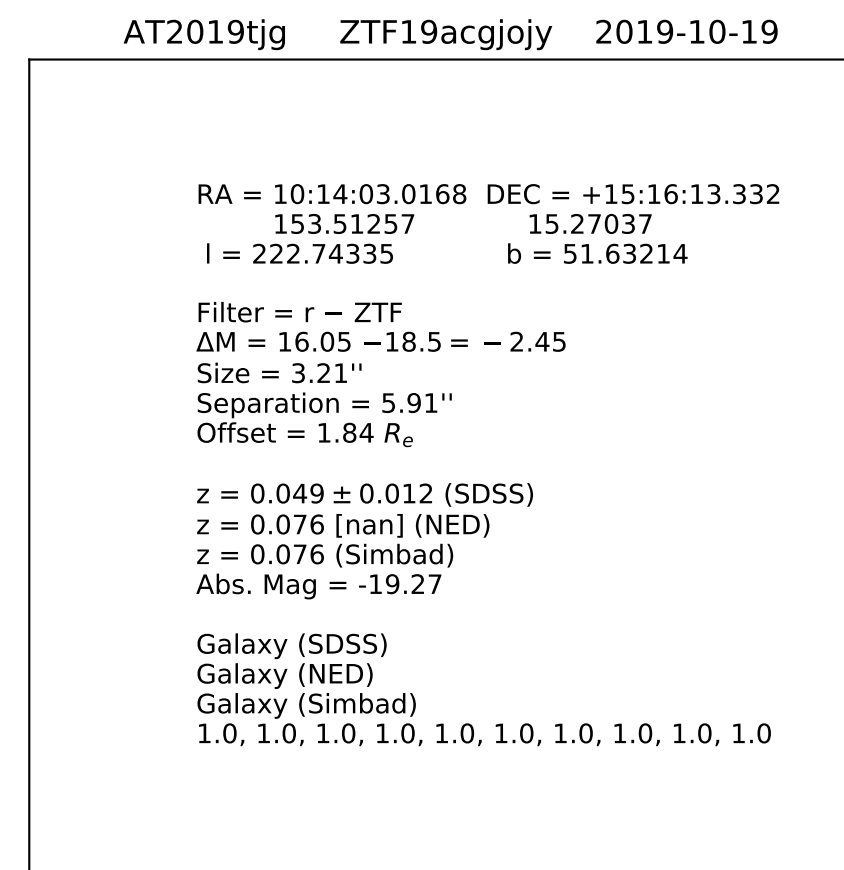 AT2019tjg ZTF19acgjojy 2019-10-19
RA = 10:14:03.0168 DEC = +15:16:13.332
153.51257 15.27037
l = 222.74335 b = 51.63214
Filter = r − ZTF
ΔM = 16.05 −18.5 = − 2.45
Size = 3.21''
Separation = 5.91''
Offset = 1.84 Rₑ
z = 0.049 ± 0.012 (SDSS)
z = 0.076 [nan] (NED)
z = 0.076 (Simbad)
Abs. Mag = -19.27
Galaxy (SDSS)
Galaxy (NED)
Galaxy (Simbad)
1.0, 1.0, 1.0, 1.0, 1.0, 1.0, 1.0, 1.0, 1.0, 1.0